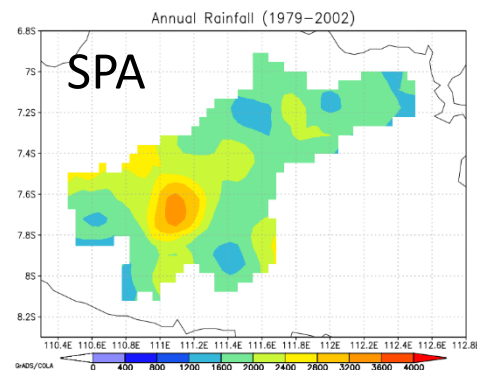 Annual Rainfall (1979–2002)
6.8S
SPA
7S
7.2S
7.4S
7.6S
7.8S
8S
8.2S
110.4E 110.6E 110.8E 111E 111.2E 111.4E 111.6E 111.8E 112E 112.2E 112.4E 112.6E 112.8E
GrADS/COLA
0 400 800 1200 1600 2000 2400 2800 3200 3600 4000